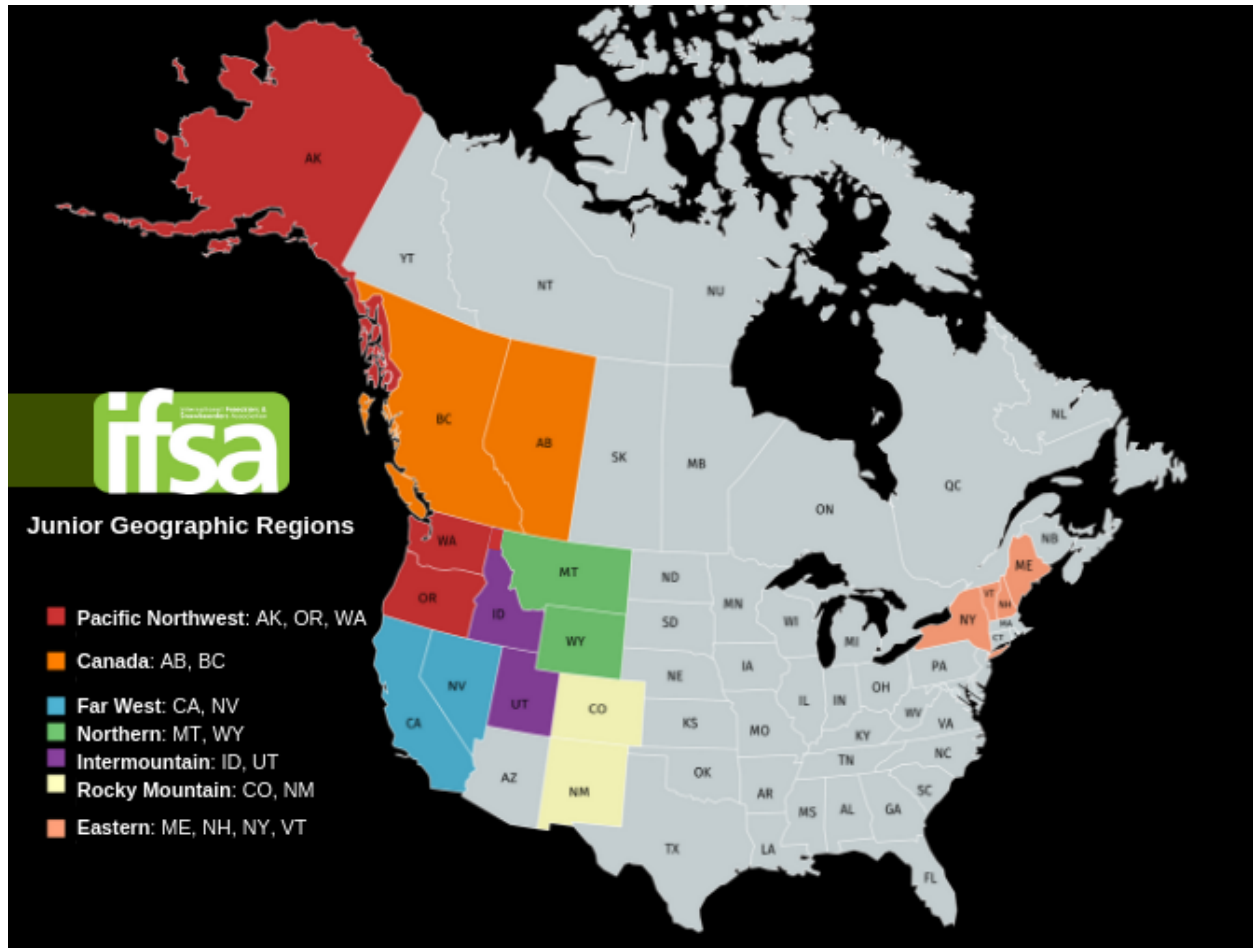 AK
YT
NT
NU
BC
AB
SK
MB
ON
QC
NL
NB
ifsa
International Freeskiers &
Snowboarders Association
Junior Geographic Regions
WA
OR
ID
MT
WY
ND
SD
NE
KS
OK
TX
MN
IA
MO
AR
LA
WI
IL
MI
IN
OH
KY
TN
MS
AL
GA
FL
SC
NC
VA
WV
PA
NY
VT
NH
ME
MA
CT
CA
NV
UT
CO
AZ
NM
Pacific Northwest: AK, OR, WA
Canada: AB, BC
Far West: CA, NV
Northern: MT, WY
Intermountain: ID, UT
Rocky Mountain: CO, NM
Eastern: ME, NH, NY, VT